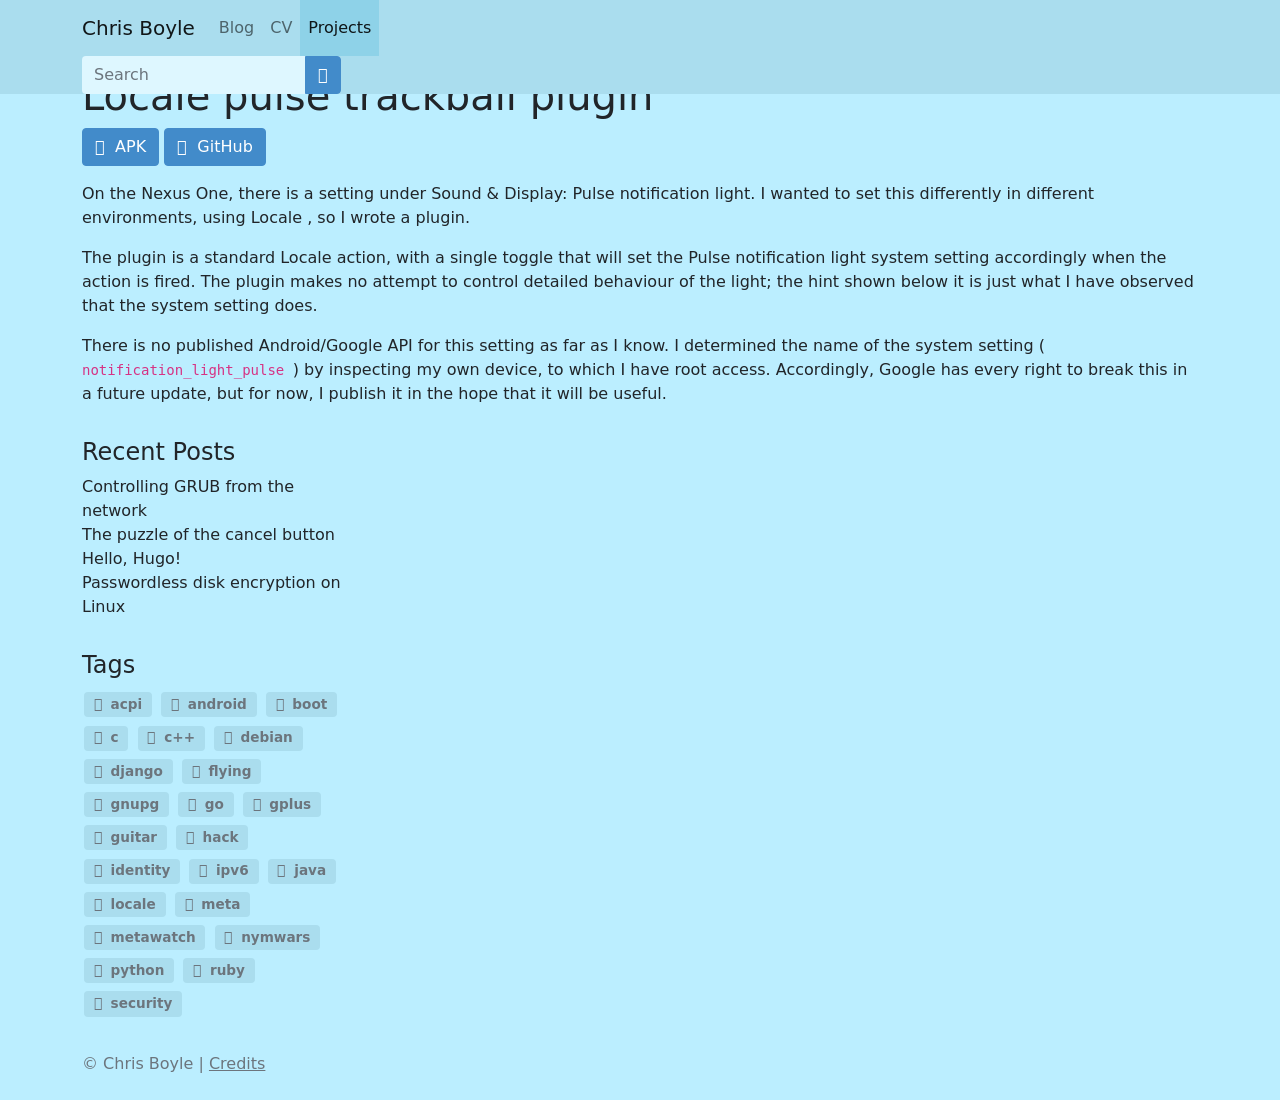 Chris Boyle Blog CV Projects
Search
Locale pulse trackball plugin
APK GitHub
On the Nexus One, there is a setting under Sound & Display: Pulse notification light. I wanted to set this differently in different
environments, using Locale , so I wrote a plugin.
The plugin is a standard Locale action, with a single toggle that will set the Pulse notification light system setting accordingly when the
action is fired. The plugin makes no attempt to control detailed behaviour of the light; the hint shown below it is just what I have observed
that the system setting does.
There is no published Android/Google API for this setting as far as I know. I determined the name of the system setting (
notification_light_pulse ) by inspecting my own device, to which I have root access. Accordingly, Google has every right to break this in
a future update, but for now, I publish it in the hope that it will be useful.
Recent Posts
Controlling GRUB from the
network
The puzzle of the cancel button
Hello, Hugo!
Passwordless disk encryption on
Linux
Tags
acpi android boot
c c++ debian
django flying
gnupg go gplus
guitar hack
identity ipv6 java
locale meta
metawatch nymwars
python ruby
security
© Chris Boyle | Credits